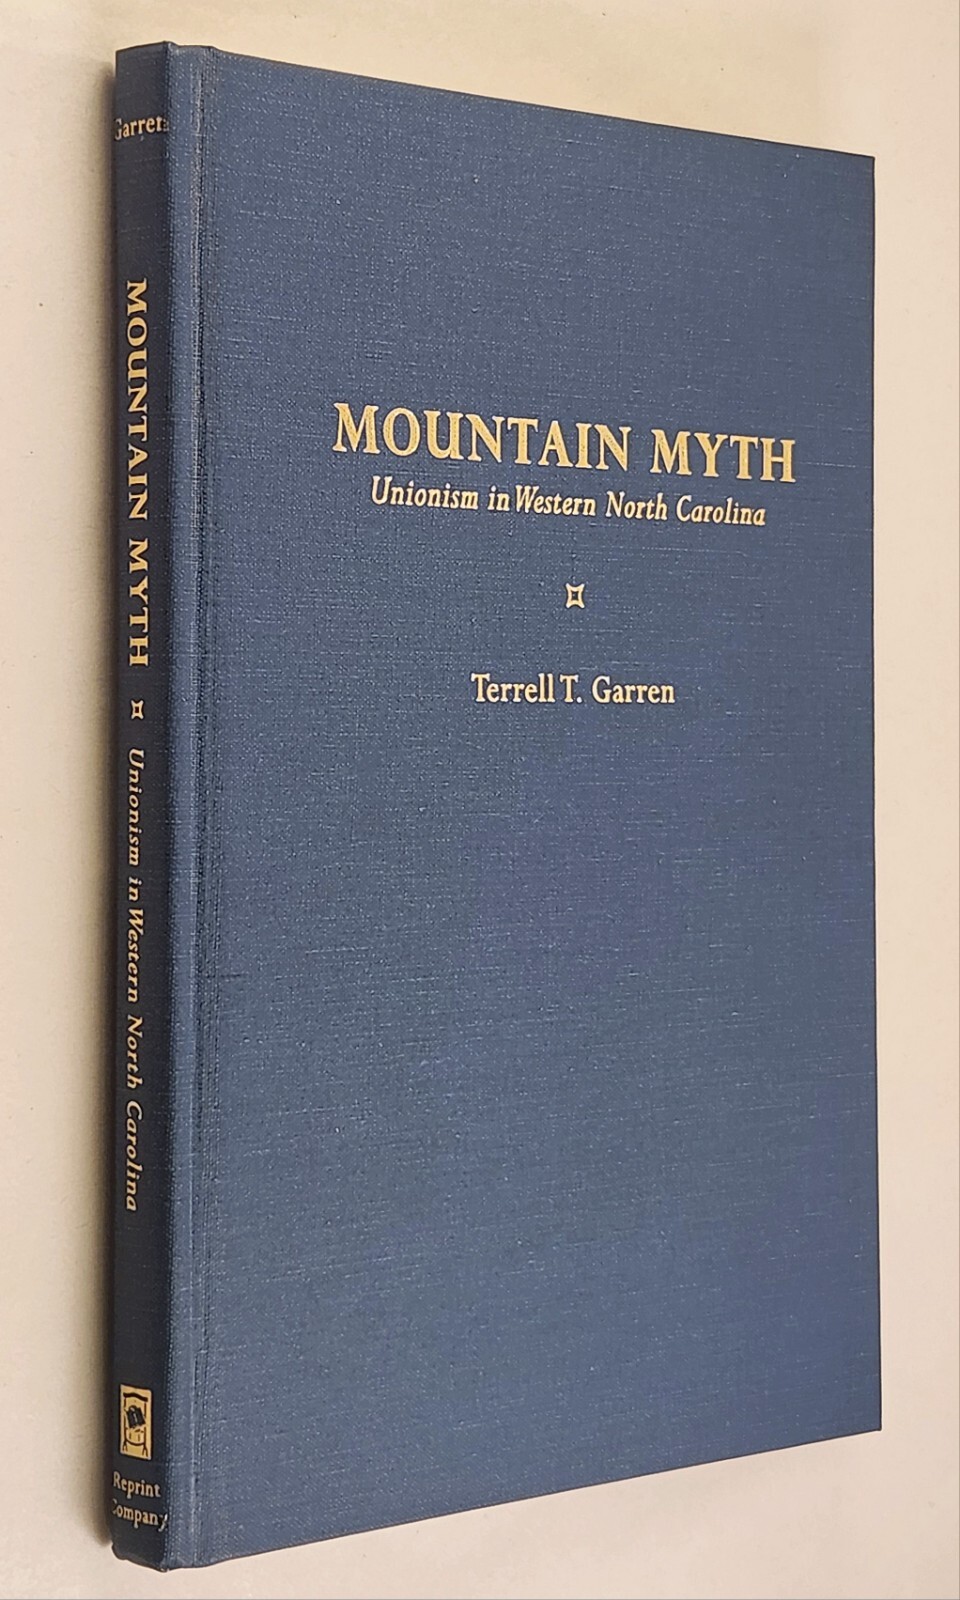 MOUNTAIN MYTH
Unionism in Western North Carolina
Terrell T. Garren
Garren
MOUNTAIN MYTH
Unionism in Western North Carolina
Reprint
Company